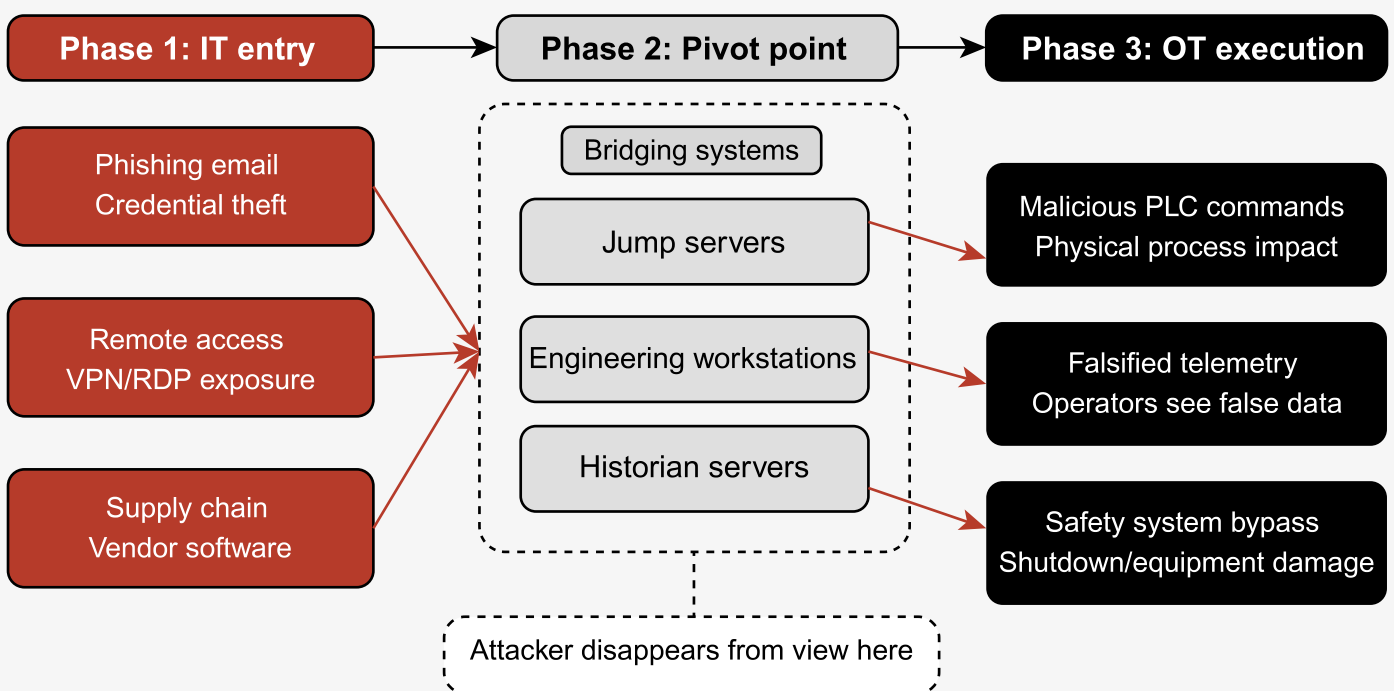 Phase 1: IT entry
Phase 2: Pivot point
Phase 3: OT execution
Phishing email
Credential theft
Remote access
VPN/RDP exposure
Supply chain
Vendor software
Bridging systems
Jump servers
Engineering workstations
Historian servers
Attacker disappears from view here
Malicious PLC commands
Physical process impact
Falsified telemetry
Operators see false data
Safety system bypass
Shutdown/equipment damage